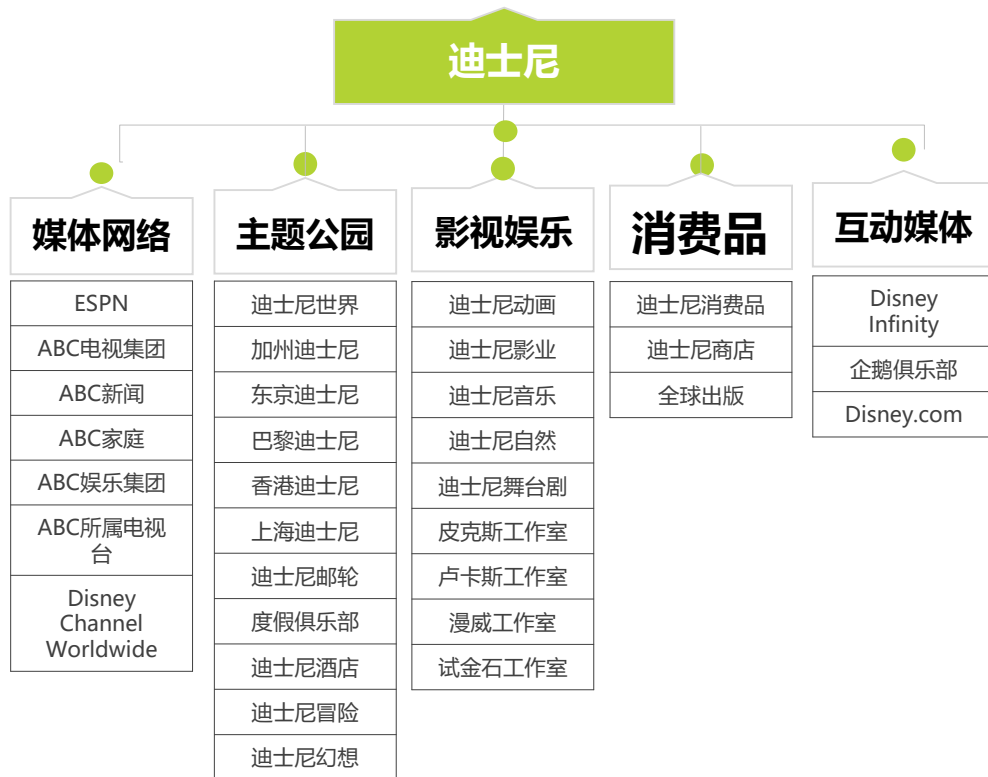 迪士尼
媒体网络
ESPN
ABC电视集团
ABC新闻
ABC家庭
ABC娱乐集团
ABC所属电视
台
Disney
Channel
Worldwide
主题公园
迪士尼世界
加州迪士尼
东京迪士尼
巴黎迪士尼
香港迪士尼
上海迪士尼
迪士尼邮轮
度假俱乐部
迪士尼酒店
迪士尼冒险
迪士尼幻想
影视娱乐
迪士尼动画
迪士尼影业
迪士尼音乐
迪士尼自然
迪士尼舞台剧
皮克斯工作室
卢卡斯工作室
漫威工作室
试金石工作室
消费品
迪士尼消费品
迪士尼商店
全球出版
互动媒体
Disney
Infinity
企鹅俱乐部
Disney.com